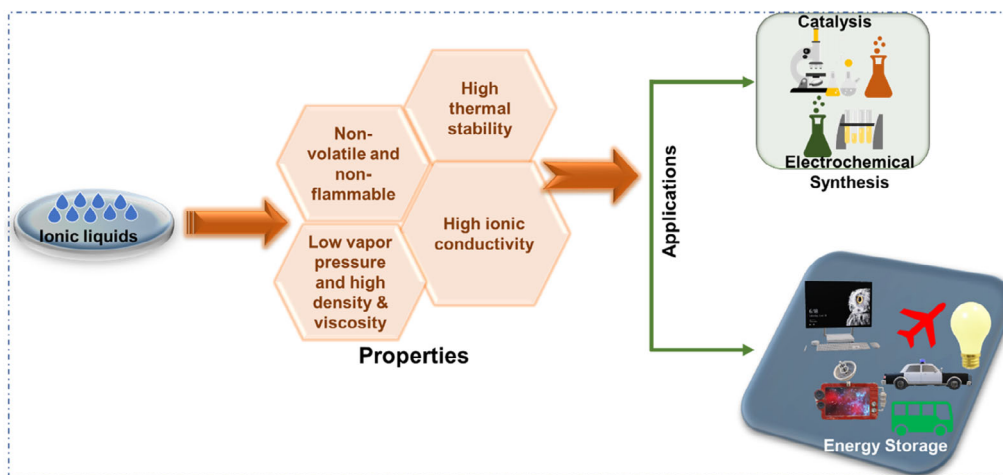 Ionic liquids
High
thermal
stability
Non-
volatile and
non-
flammable
High ionic
conductivity
Low vapor
pressure
and high
density &
viscosity
Properties
Applications
Catalysis
Electrochemical
Synthesis
Energy Storage